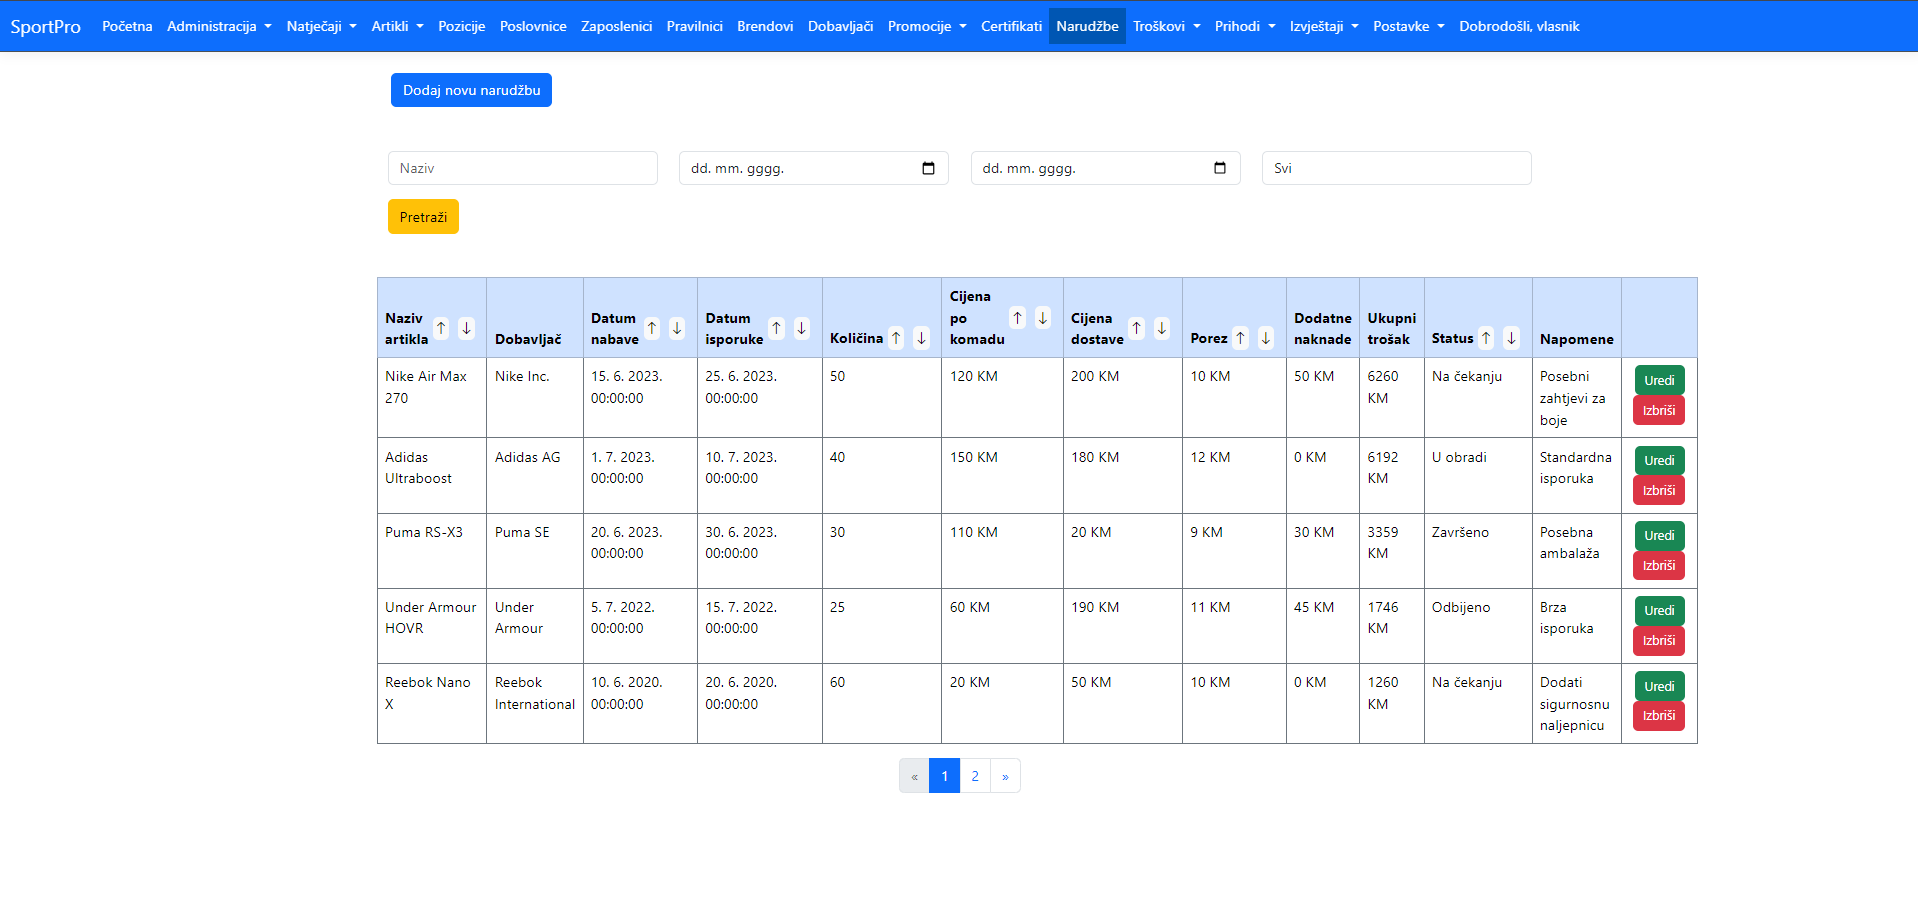 SportPro Početna Administracija Natječaji Artikli Pozicije Poslovnice Zaposlenici Pravilnici Brendovi Dobavljači Promocije Certifikati Narudžbe Troškovi Prihodi Izvještaji Postavke Dobrodošli, vlasnik
Dodaj novu narudžbu
Naziv dd. mm. gggg. dd. mm. gggg. Svi
Pretraži
Naziv artikla ↑ ↓ Dobavljač Datum nabave ↑ ↓ Datum isporuke ↑ ↓ Količina ↑ ↓ Cijena po komadu ↑ ↓ Cijena dostave ↑ ↓ Porez ↑ ↓ Dodatne naknade Ukupni trošak Status ↑ ↓ Napomene
Nike Air Max 270 Nike Inc. 15. 6. 2023. 00:00:00 25. 6. 2023. 00:00:00 50 120 KM 200 KM 10 KM 50 KM 6260 KM Na čekanju Posebni zahtjevi za boje Uredi Izbriši
Adidas Ultraboost Adidas AG 1. 7. 2023. 00:00:00 10. 7. 2023. 00:00:00 40 150 KM 180 KM 12 KM 0 KM 6192 KM U obradi Standardna isporuka Uredi Izbriši
Puma RS-X3 Puma SE 20. 6. 2023. 00:00:00 30. 6. 2023. 00:00:00 30 110 KM 20 KM 9 KM 30 KM 3359 KM Završeno Posebna ambalaža Uredi Izbriši
Under Armour HOVR Under Armour 5. 7. 2022. 00:00:00 15. 7. 2022. 00:00:00 25 60 KM 190 KM 11 KM 45 KM 1746 KM Odbijeno Brza isporuka Uredi Izbriši
Reebok Nano X Reebok International 10. 6. 2020. 00:00:00 20. 6. 2020. 00:00:00 60 20 KM 50 KM 10 KM 0 KM 1260 KM Na čekanju Dodati sigurnosnu naljepnicu Uredi Izbriši
« 1 2 »